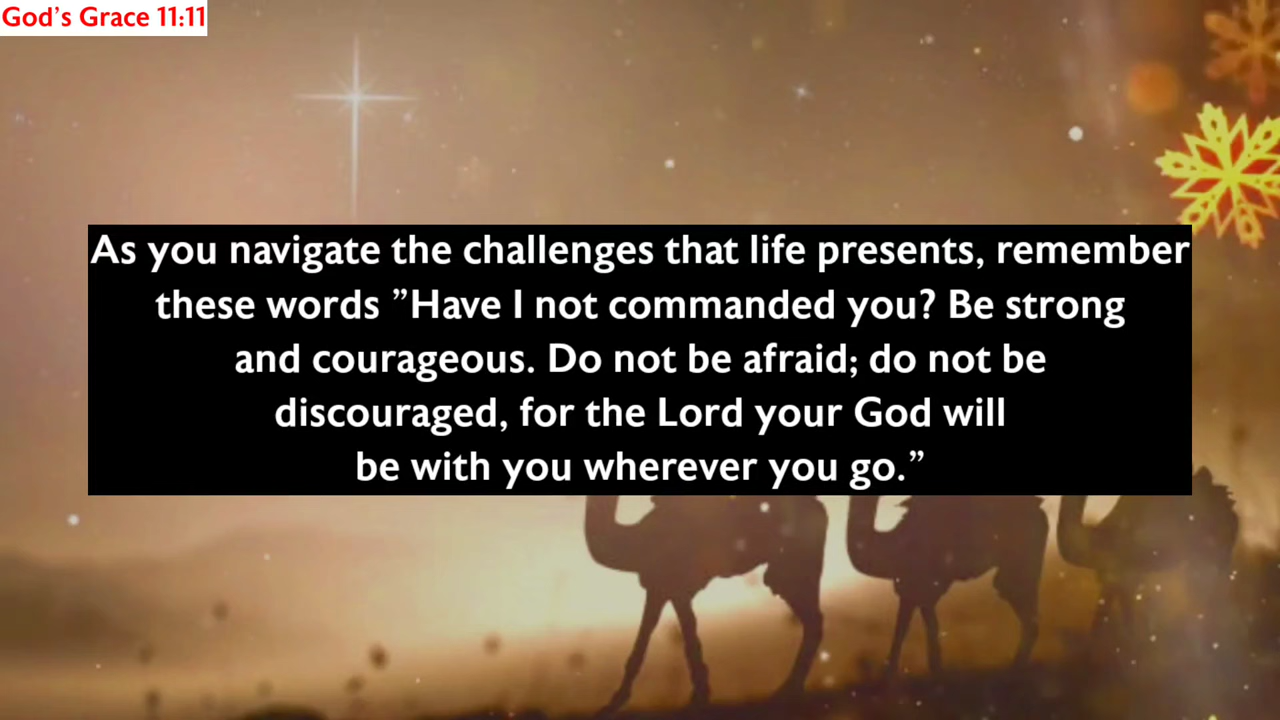 God's Grace 11:11
As you navigate the challenges that life presents, remember
these words ”Have I not commanded you? Be strong
and courageous. Do not be afraid; do not be
discouraged, for the Lord your God will
be with you wherever you go.”